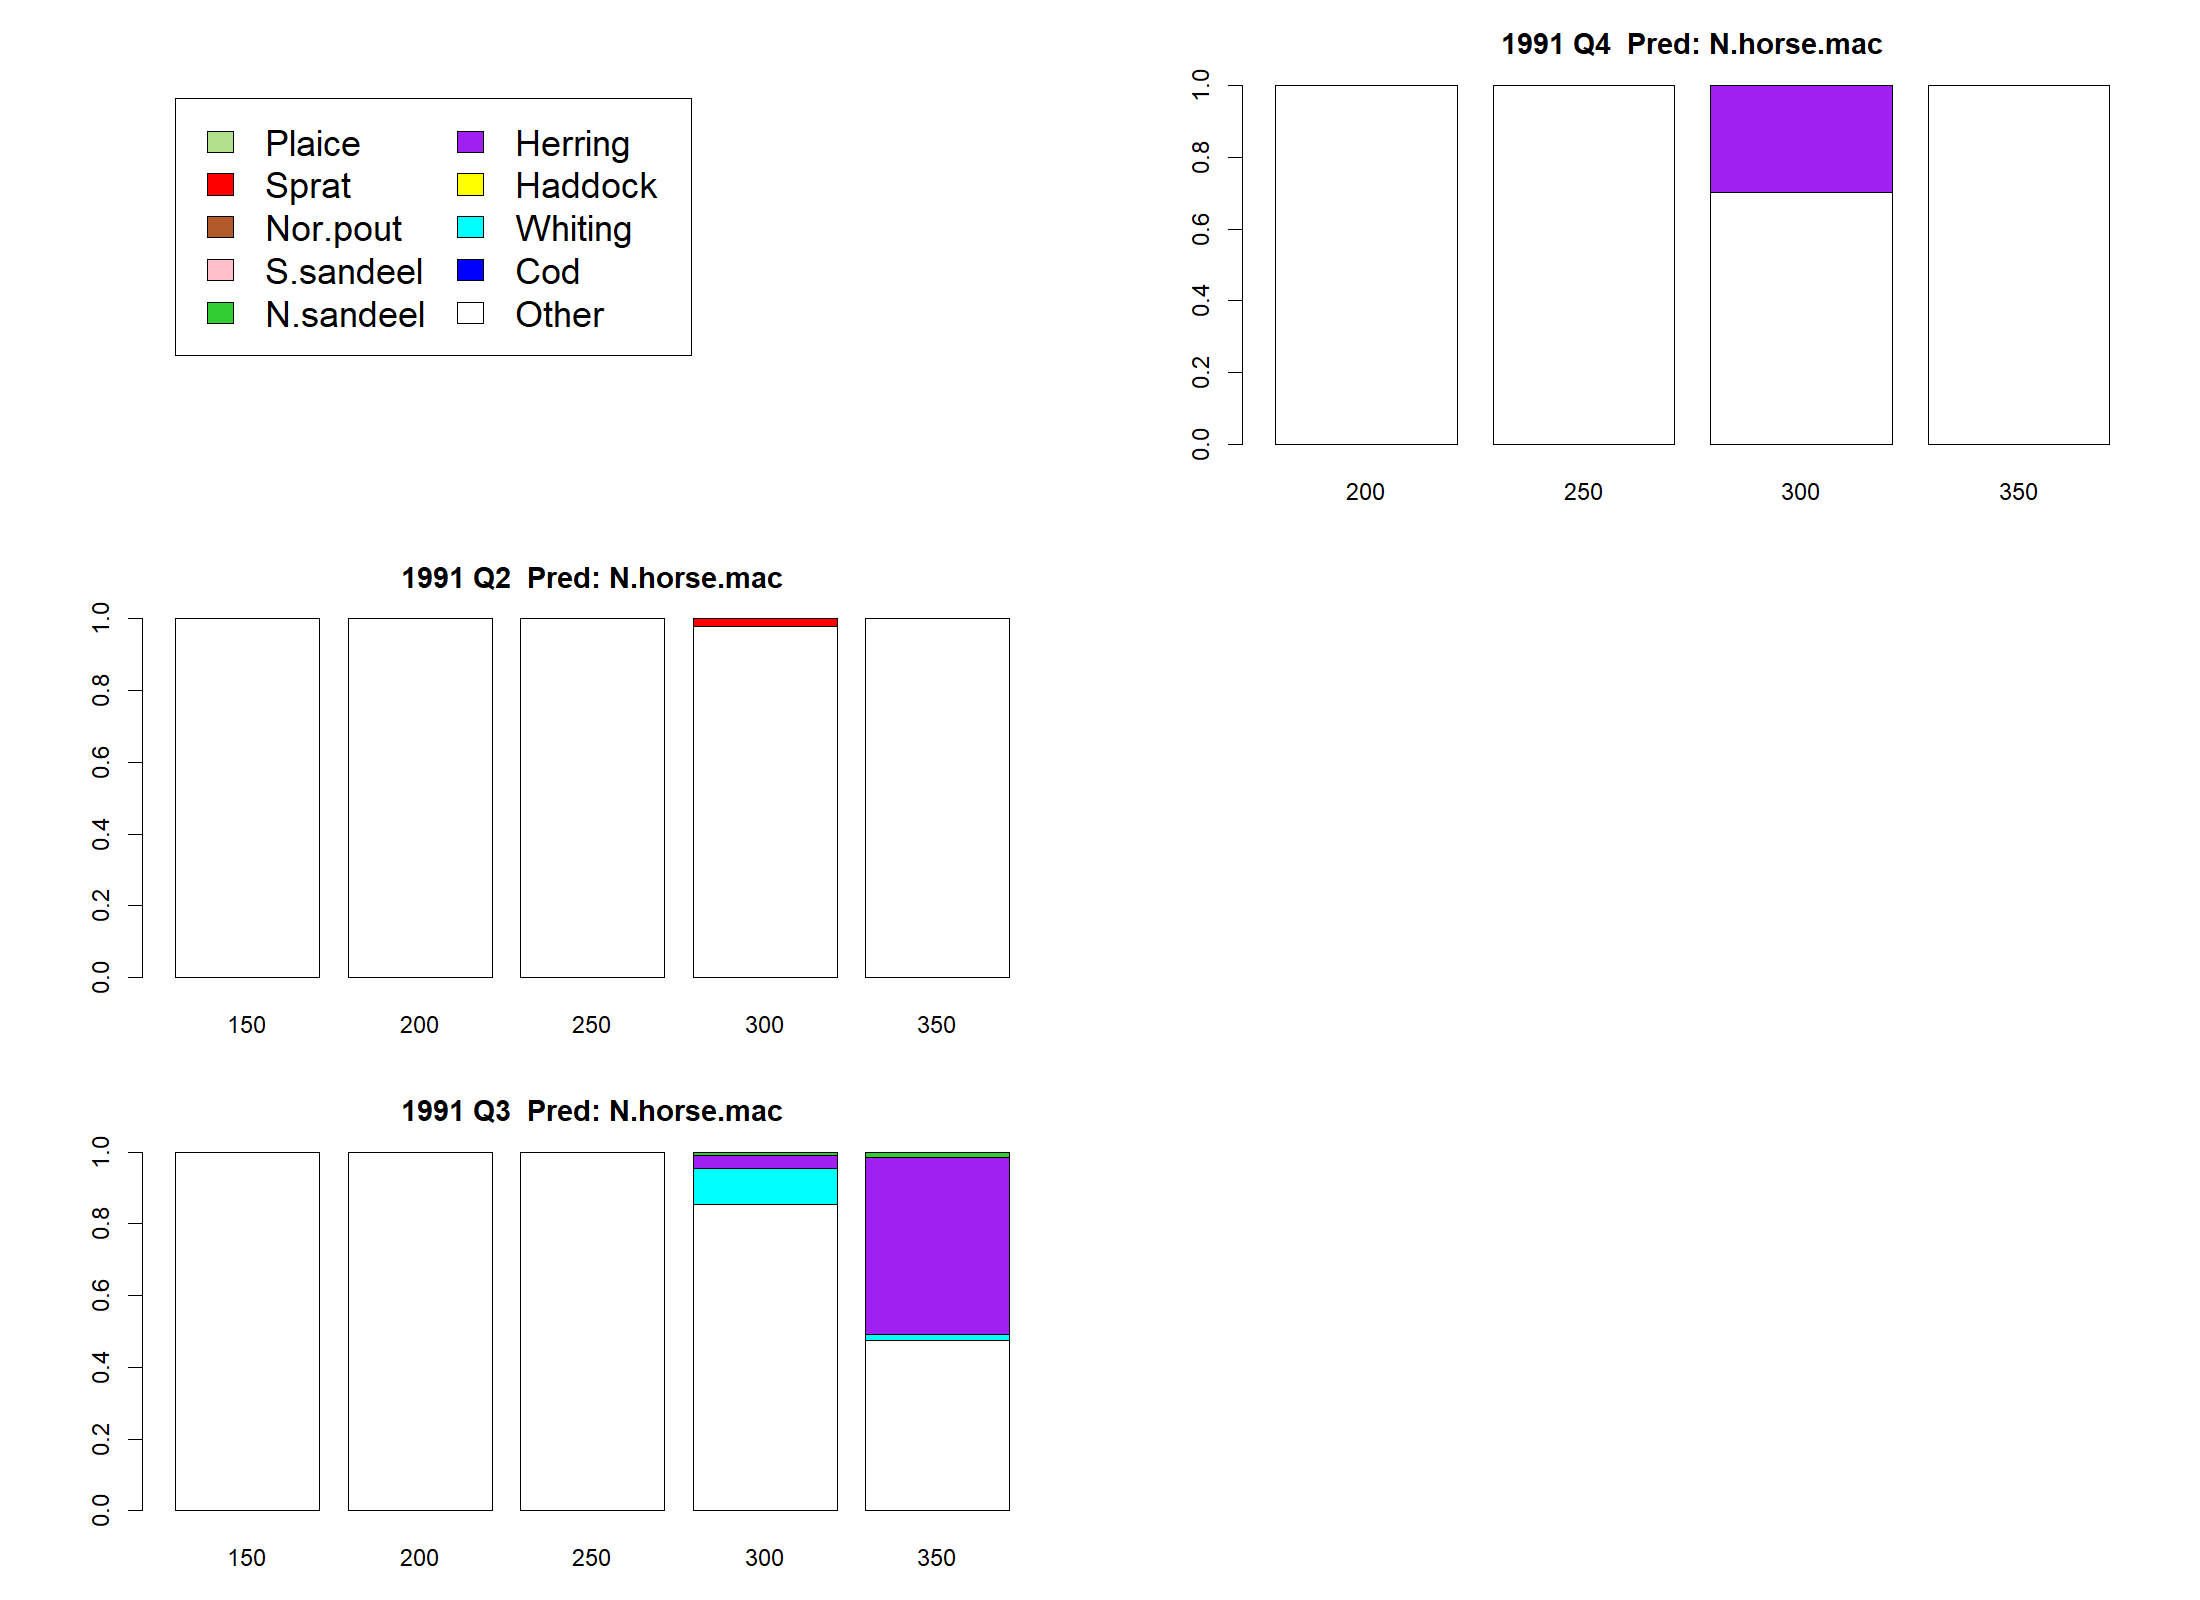 Plaice Herring
Sprat Haddock
Nor.pout Whiting
S.sandeel Cod
N.sandeel Other
1991 Q4  Pred: N.horse.mac
1.0
0.8
0.6
0.4
0.2
0.0
200 250 300 350
1991 Q2  Pred: N.horse.mac
1.0
0.8
0.6
0.4
0.2
0.0
150 200 250 300 350
1991 Q3  Pred: N.horse.mac
1.0
0.8
0.6
0.4
0.2
0.0
150 200 250 300 350